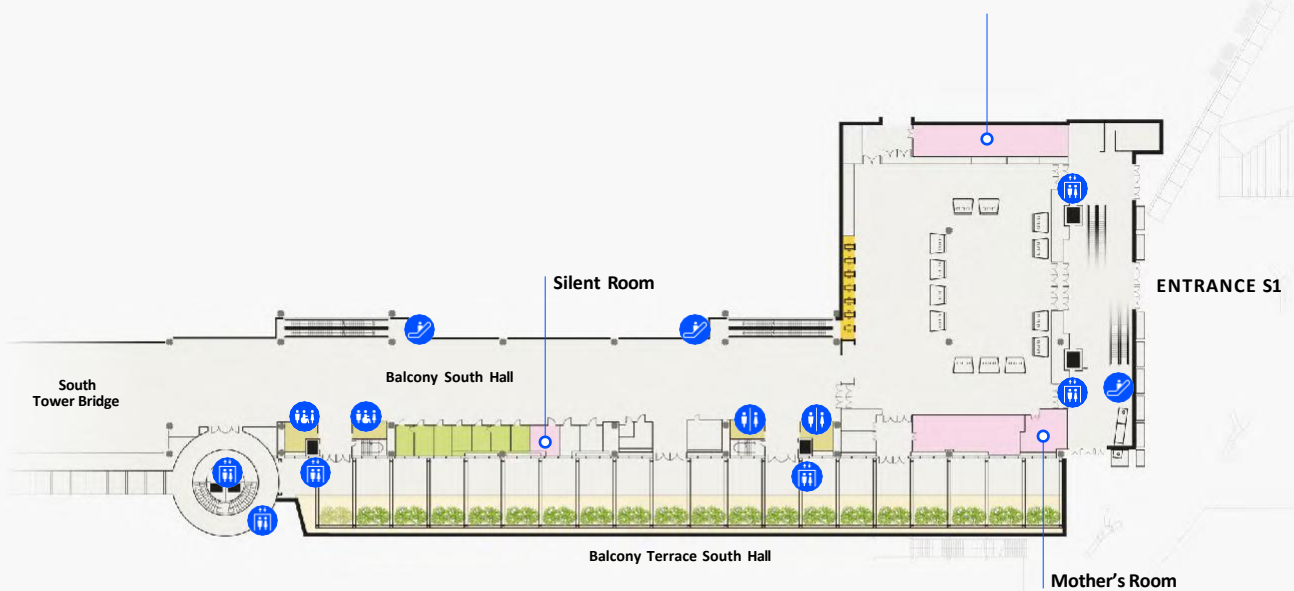 Silent Room
ENTRANCE S1
Balcony South Hall
South
Tower Bridge
Balcony Terrace South Hall
Mother's Room